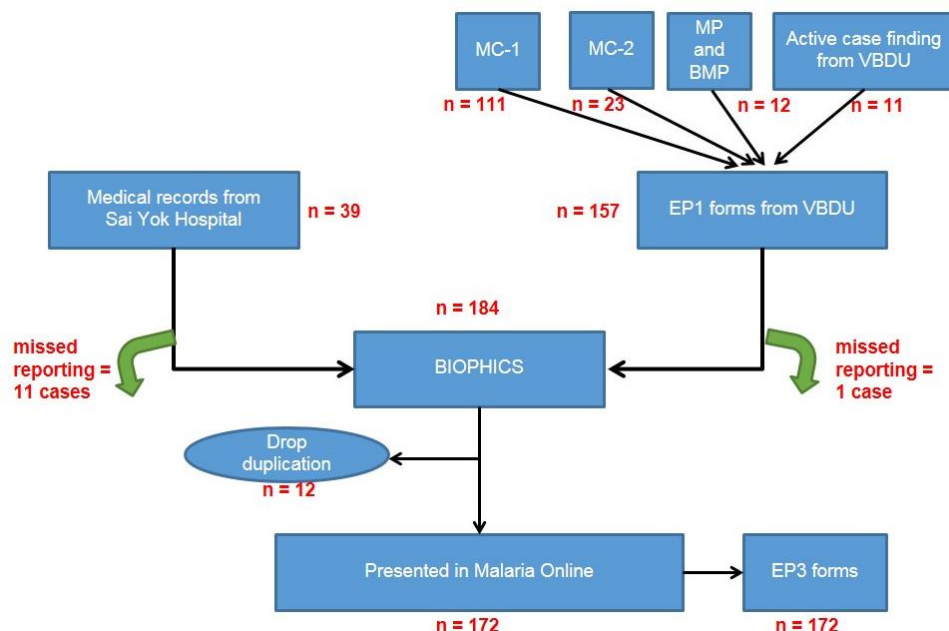 MC-1
MC-2
MP
and
BMP
Active case finding
from VBDU
n = 111
n = 23
n = 12
n = 11
Medical records from
Sai Yok Hospital
n = 39
n = 157
EP1 forms from VBDU
n = 184
missed
reporting =
11 cases
BIOPHICS
missed
reporting =
1 case
Drop
duplication
n = 12
Presented in Malaria Online
EP3 forms
n = 172
n = 172